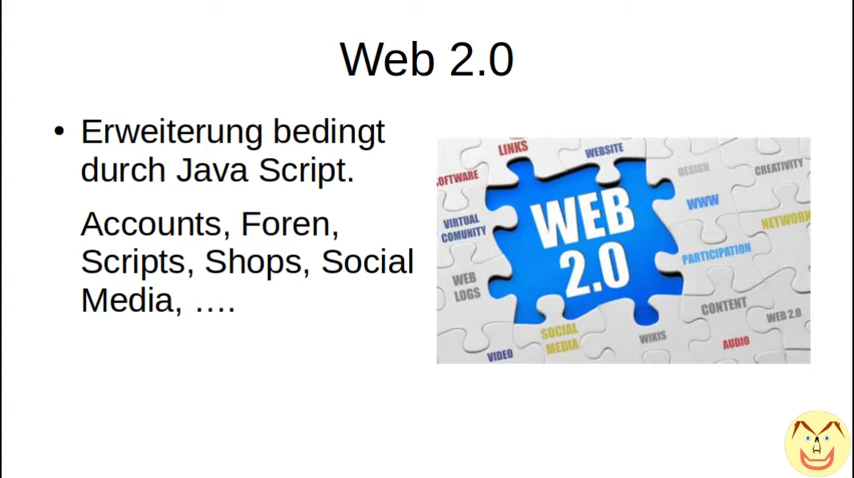 Web 2.0
• Erweiterung bedingt
durch Java Script.
Accounts, Foren,
Scripts, Shops, Social
Media, ….
LINKS
WEBSITE
OFTWARE
DESIGN
CREATIVITY
VIRTUAL
COMUNITY
WWW
NETWORK
WEB
2.0
PARTICIPATION
WEB
LOGS
CONTENT
WEB 2.0
SOCIAL
MEDIA
WIKIS
AUDIO
VIDEO